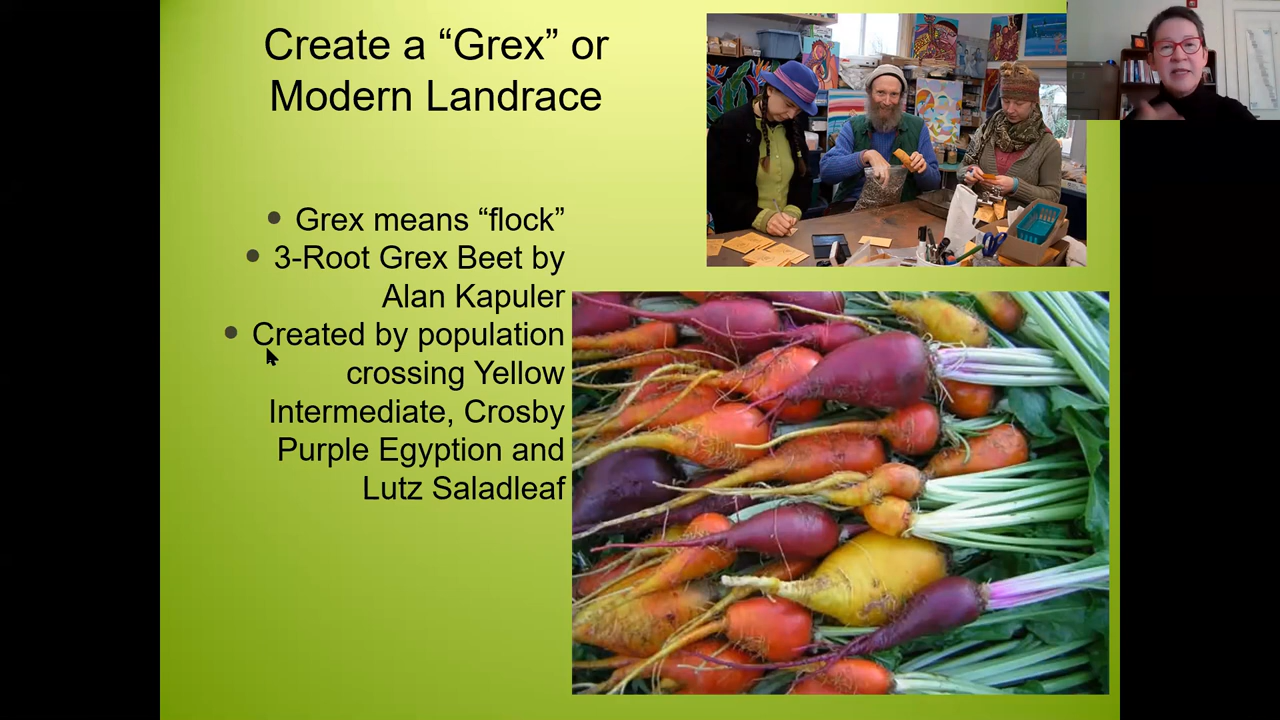 Create a “Grex” or
Modern Landrace
• Grex means “flock”
• 3-Root Grex Beet by
Alan Kapuler
• Created by population
crossing Yellow
Intermediate, Crosby
Purple Egyption and
Lutz Saladleaf